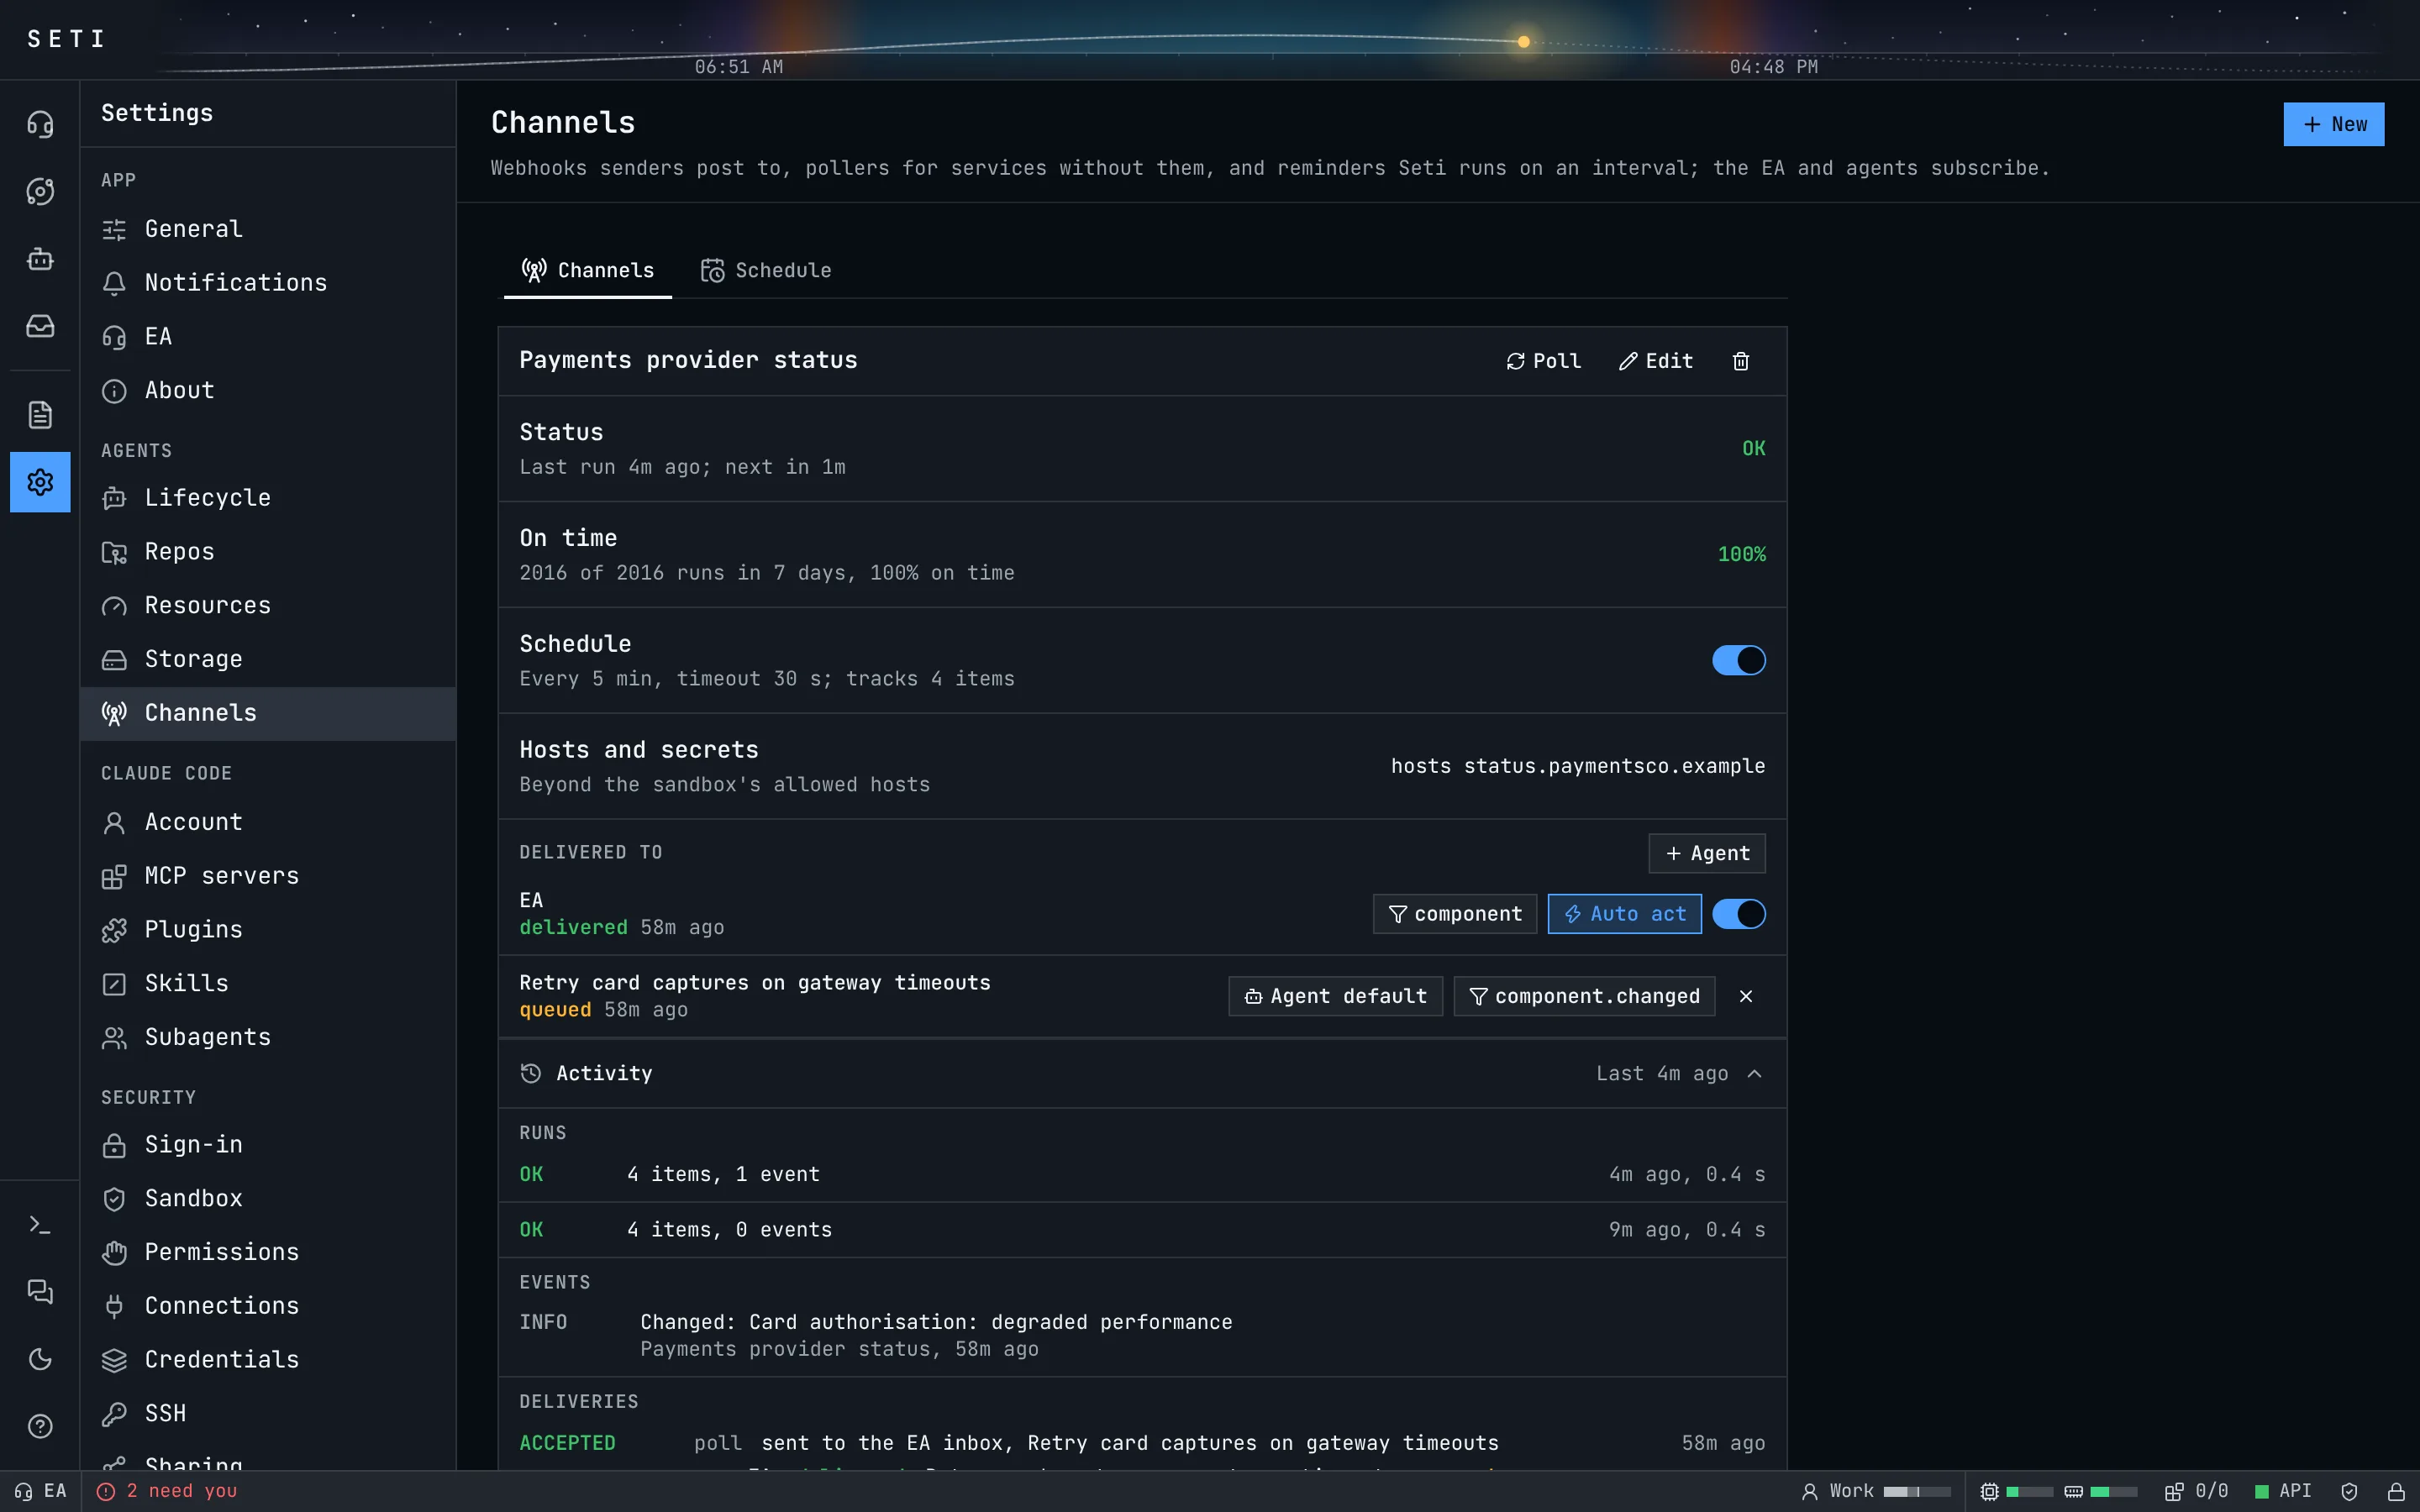 SETI
06:51 AM
04:48 PM
Settings
APP
General
Notifications
EA
About
AGENTS
Lifecycle
Repos
Resources
Storage
Channels
CLAUDE CODE
Account
MCP servers
Plugins
Skills
Subagents
SECURITY
Sign-in
Sandbox
Permissions
Connections
Credentials
SSH
Sharing
Channels
New
Webhooks senders post to, pollers for services without them, and reminders Seti runs on an interval; the EA and agents subscribe.
Channels Schedule
Payments provider status
Poll Edit
Status
Last run 4m ago; next in 1m
OK
On time
2016 of 2016 runs in 7 days, 100% on time
100%
Schedule
Every 5 min, timeout 30 s; tracks 4 items
Hosts and secrets
Beyond the sandbox's allowed hosts
hosts status.paymentsco.example
DELIVERED TO
+ Agent
EA
delivered 58m ago
component Auto act
Retry card captures on gateway timeouts
queued 58m ago
Agent default component.changed
Activity Last 4m ago
RUNS
OK 4 items, 1 event 4m ago, 0.4 s
OK 4 items, 0 events 9m ago, 0.4 s
EVENTS
INFO Changed: Card authorisation: degraded performance
Payments provider status, 58m ago
DELIVERIES
ACCEPTED poll sent to the EA inbox, Retry card captures on gateway timeouts 58m ago
EA 2 need you Work 0/0 API